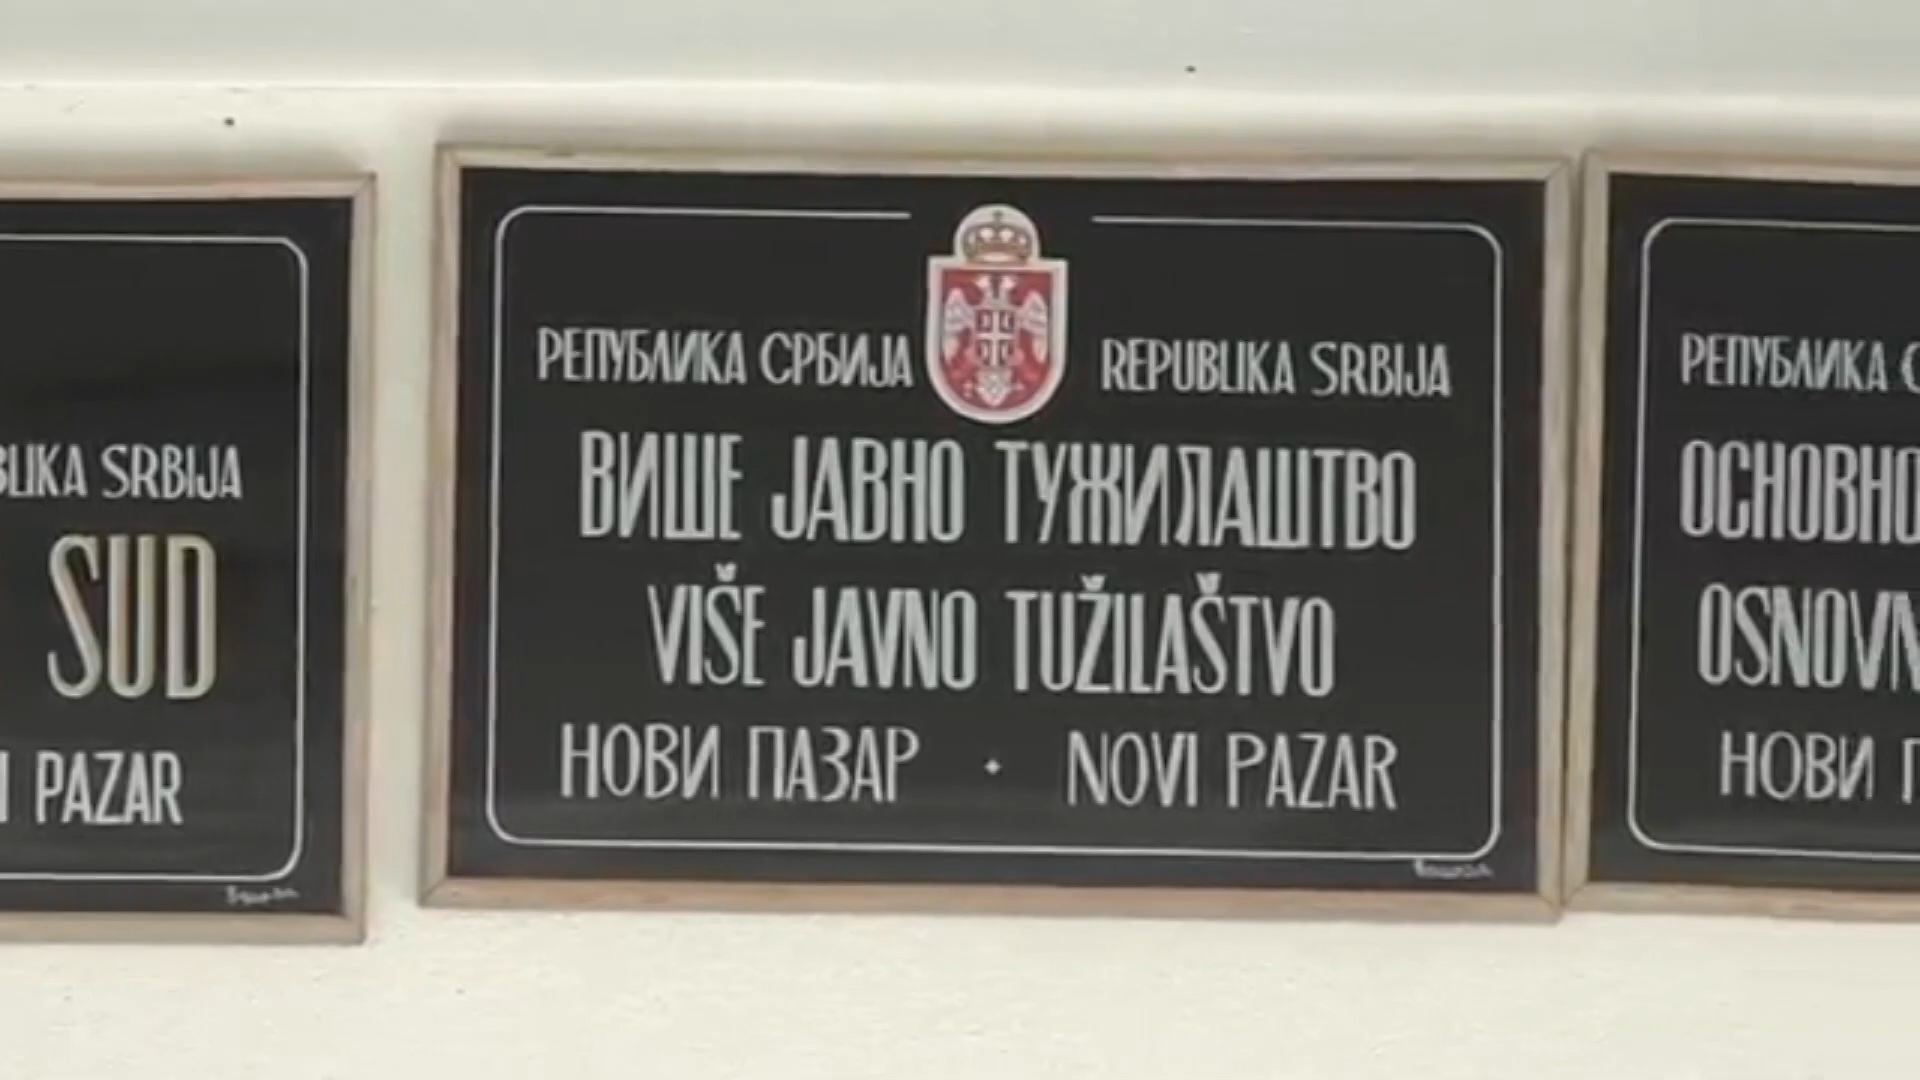 BLIKA SRBIJA
SUD
I PAZAR
РЕПУБЛИКА СРБИЈА REPUBLIKA SRBIJA
ВИШЕ ЈАВНО ТУЖИЛАШТВО
VIŠE JAVNO TUŽILAŠTVO
НОВИ ПАЗАР · NOVI PAZAR
РЕПУБЛИКА С
ОСНОВНО
OSNOVN
НОВИ П